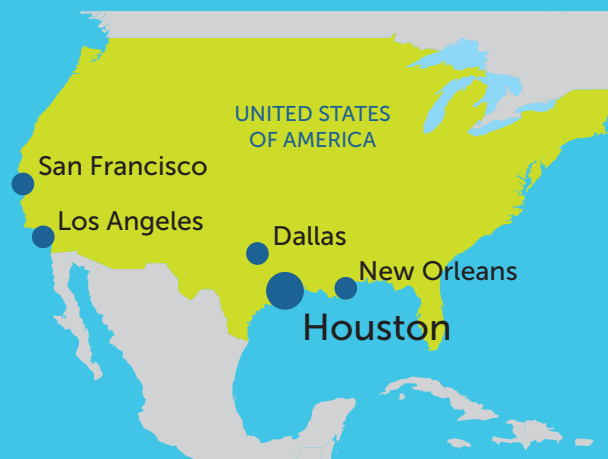 UNITED STATES
OF AMERICA
San Francisco
Los Angeles
Dallas
New Orleans
Houston